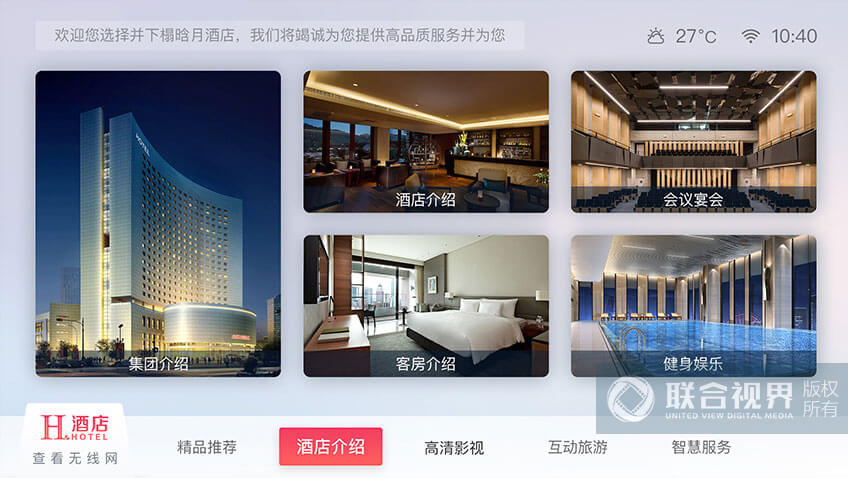 欢迎您选择并下榻晗月酒店，我们将竭诚为您提供高品质服务并为您
27°C
10:40
HOTEL
集团介绍
酒店介绍
会议宴会
客房介绍
健身娱乐
联合视界
UNITED VIEW DIGITAL MEDIA
版权
所有
H& 酒店
HOTEL
查看无线网
精品推荐
酒店介绍
高清影视
互动旅游
智慧服务